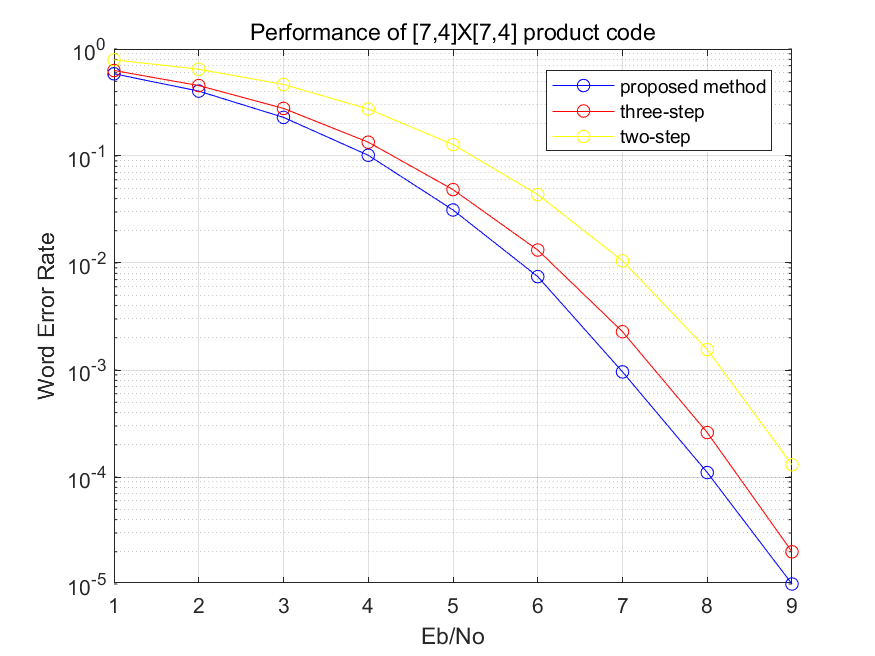 Performance of [7,4]X[7,4] product code
10^0
10^-1
10^-2
10^-3
10^-4
10^-5
Word Error Rate
proposed method
three-step
two-step
1 2 3 4 5 6 7 8 9
Eb/No